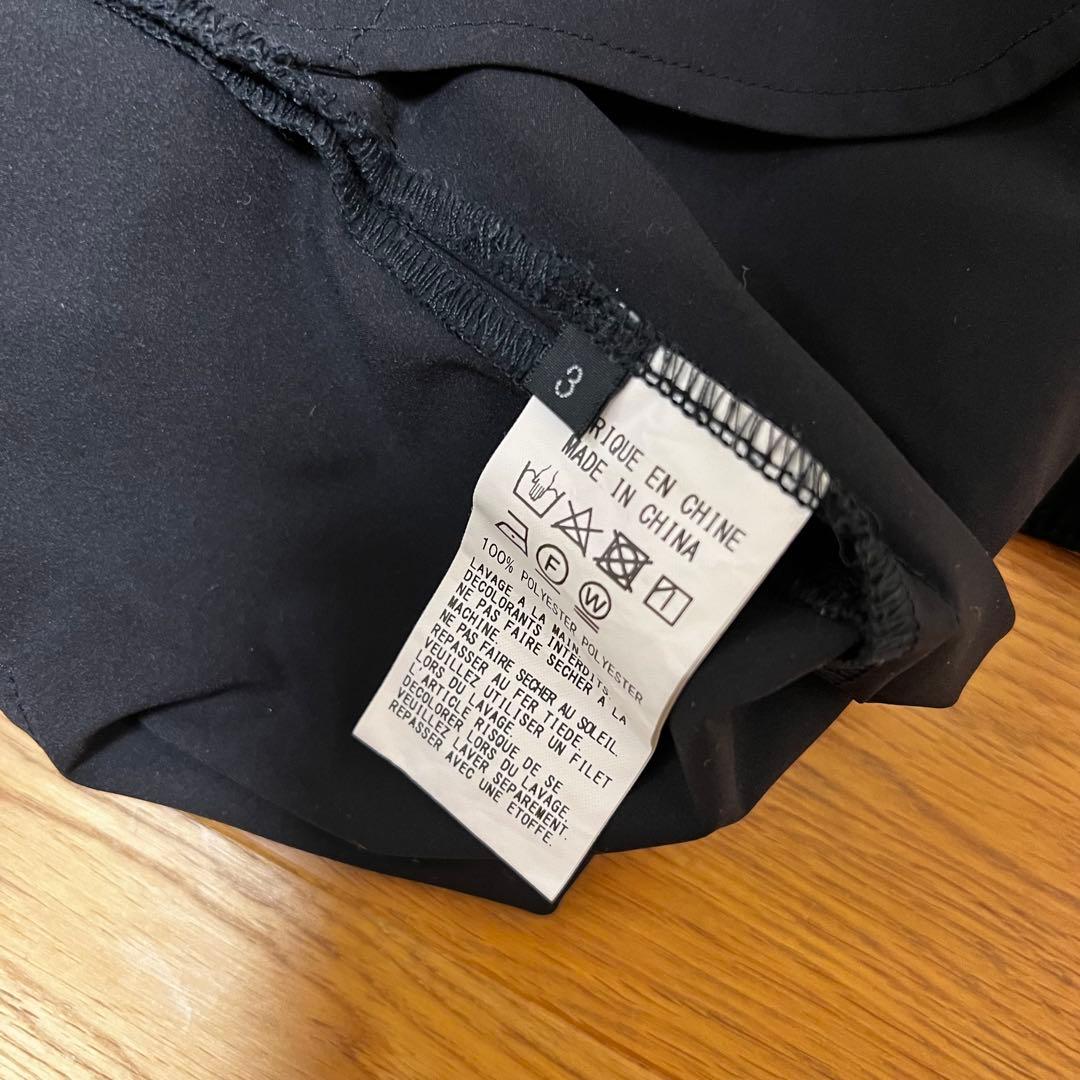 3
RIQUE EN CHINE
MADE IN CHINA
F
W
100% POLYESTER POLYESTER
LAVAGE À LA MAIN.
DECOLORANTS INTERDITS.
NE PAS FAIRE SECHER À LA
MACHINE.
NE PAS FAIRE SECHER AU SOLEIL.
REPASSER AU FER TIEDE.
VEUILLEZ UTILISER UN FILET
LORS DU LAVAGE.
L'ARTICLE RISQUE DE SE
DECOLORER LORS DU LAVAGE,
VEUILLEZ LAVER SEPAREMENT.
REPASSER AVEC UNE ETOFFE.